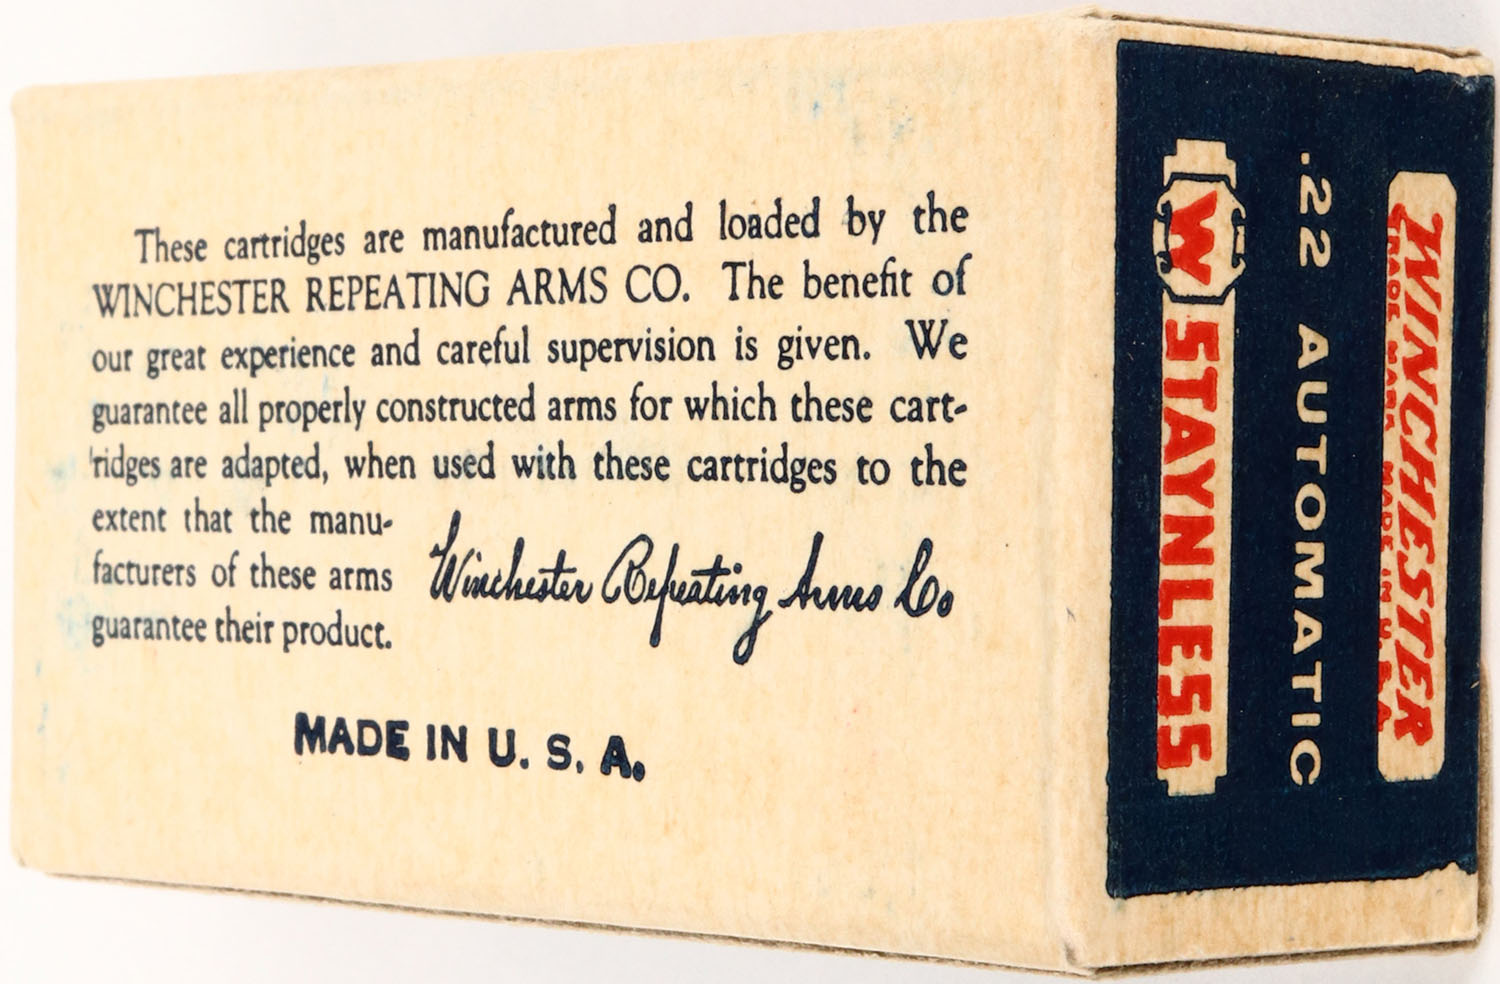 These cartridges are manufactured and loaded by the
WINCHESTER REPEATING ARMS CO. The benefit of
our great experience and careful supervision is given. We
guarantee all properly constructed arms for which these cart-
ridges are adapted, when used with these cartridges to the
extent that the manu-
facturers of these arms
guarantee their product.
Winchester Repeating Arms Co
MADE IN U. S. A.
WINCHESTER
TRADE MARK MADE IN U.S.A.
.22 AUTOMATIC
W STAYNLESS